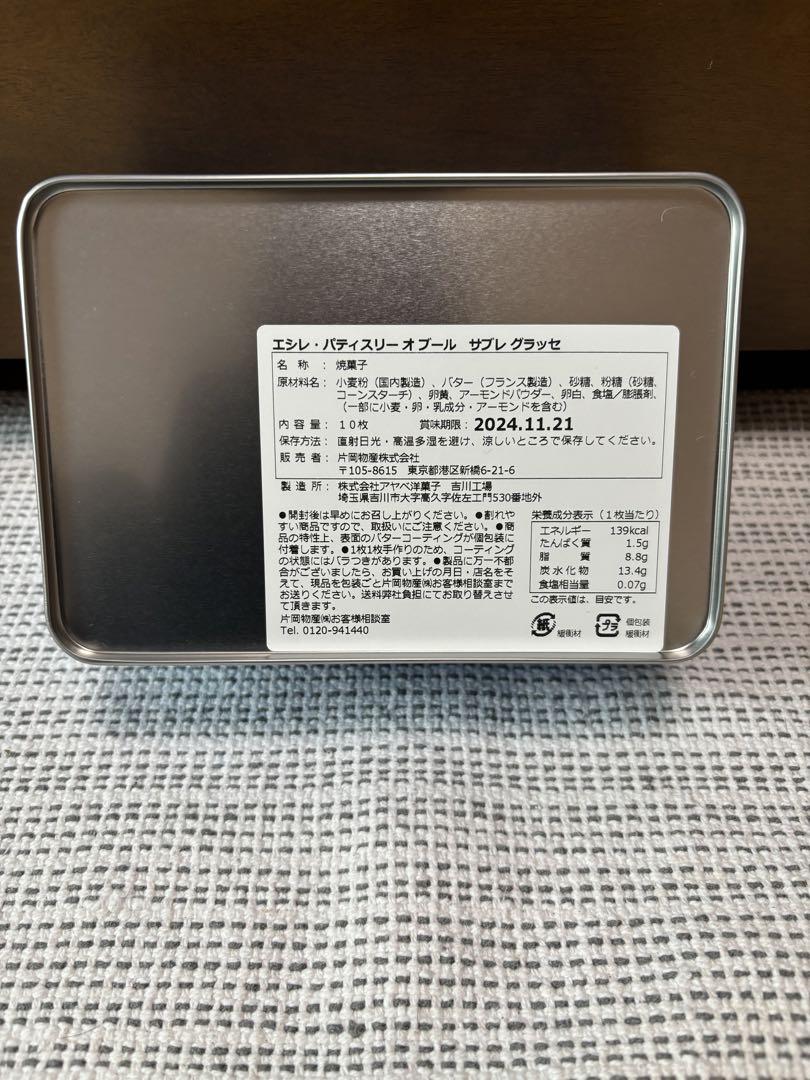 エシレ・パティスリー オ ブール　サブレ グラッセ
名　称　：　焼菓子
原材料名：　小麦粉（国内製造）、バター（フランス製造）、砂糖、粉糖（砂糖、
コーンスターチ）、卵黄、アーモンドパウダー、卵白、食塩／膨脹剤、
（一部に小麦・卵・乳成分・アーモンドを含む）
内 容 量：　１０枚　　賞味期限：　2024.11.21
保存方法：　直射日光・高温多湿を避け、涼しいところで保存してください。
販 売 者：　片岡物産株式会社
〒105-8615　東京都港区新橋6-21-6
製 造 所：　株式会社アヤベ洋菓子　吉川工場
埼玉県吉川市大字高久字佐左エ門530番地外
●開封後は早めにお召し上がりください。●割れや
すい商品ですので、取扱いにご注意ください。●商
品の特性上、表面のバターコーティングが個包装に
付着します。●1枚1枚手作りのため、コーティング
の状態にはバラつきがあります。●製品に万一不都
合がございましたら、お買い上げの月日・店名をそ
えて、現品を包装ごと片岡物産㈱お客様相談室まで
お送りください。送料弊社負担にてお取り替えさせ
て頂きます。
片岡物産㈱お客様相談室
Tel. 0120-941440
栄養成分表示（１枚当たり）
エネルギー　139kcal
たんぱく質　1.5g
脂　　質　8.8g
炭水化物　13.4g
食塩相当量　0.07g
この表示値は、目安です。
紙 緩衝材
プラ 個包装
緩衝材